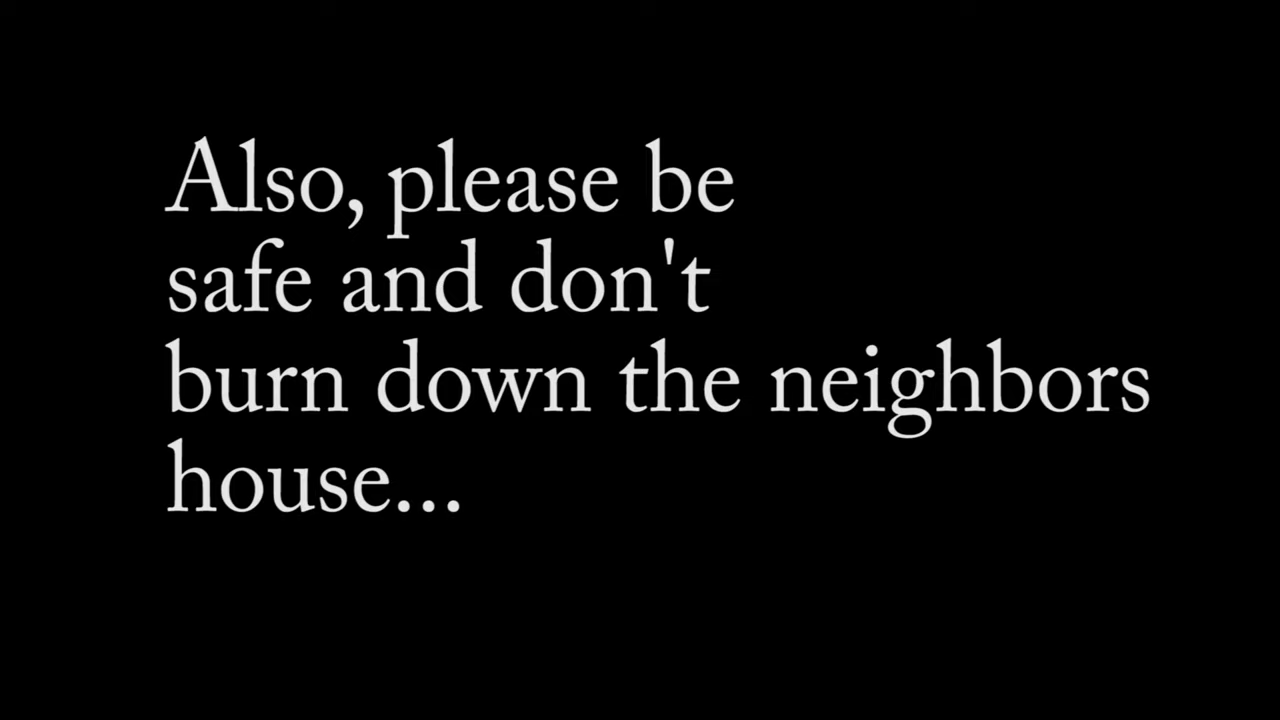 Also, please be
safe and don't
burn down the neighbors
house...